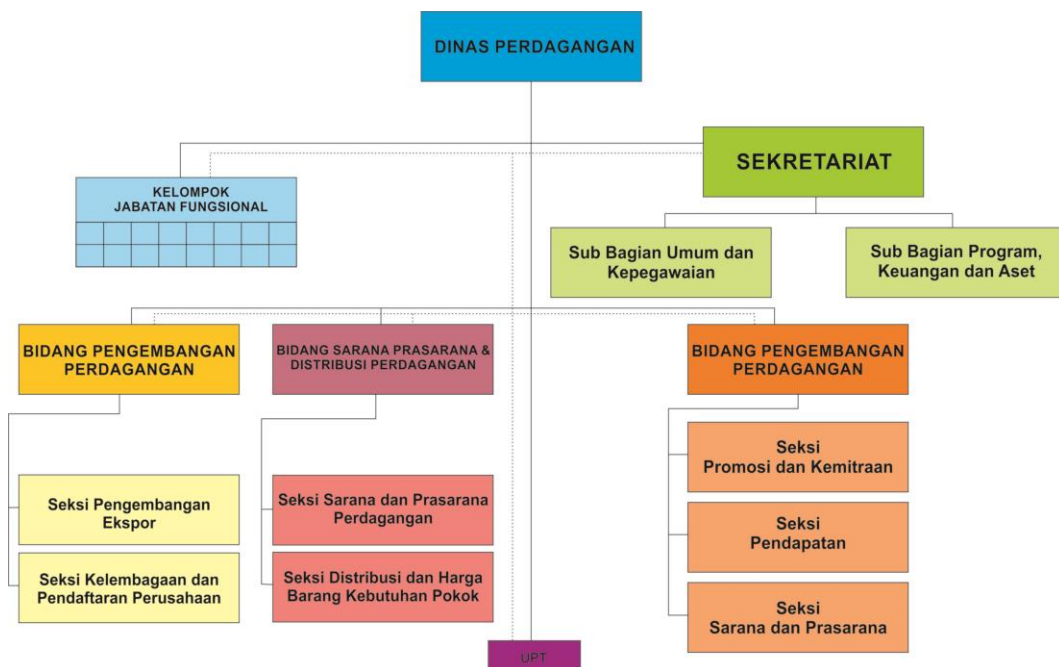 DINAS PERDAGANGAN
SEKRETARIAT
KELOMPOK
JABATAN FUNGSIONAL
Sub Bagian Umum dan
Kepegawaian
Sub Bagian Program,
Keuangan dan Aset
BIDANG PENGEMBANGAN
PERDAGANGAN
BIDANG SARANA PRASARANA &
DISTRIBUSI PERDAGANGAN
BIDANG PENGEMBANGAN
PERDAGANGAN
Seksi Pengembangan
Ekspor
Seksi Kelembagaan dan
Pendaftaran Perusahaan
Seksi Sarana dan Prasarana
Perdagangan
Seksi Distribusi dan Harga
Barang Kebutuhan Pokok
Seksi
Promosi dan Kemitraan
Seksi
Pendapatan
Seksi
Sarana dan Prasarana
UPT